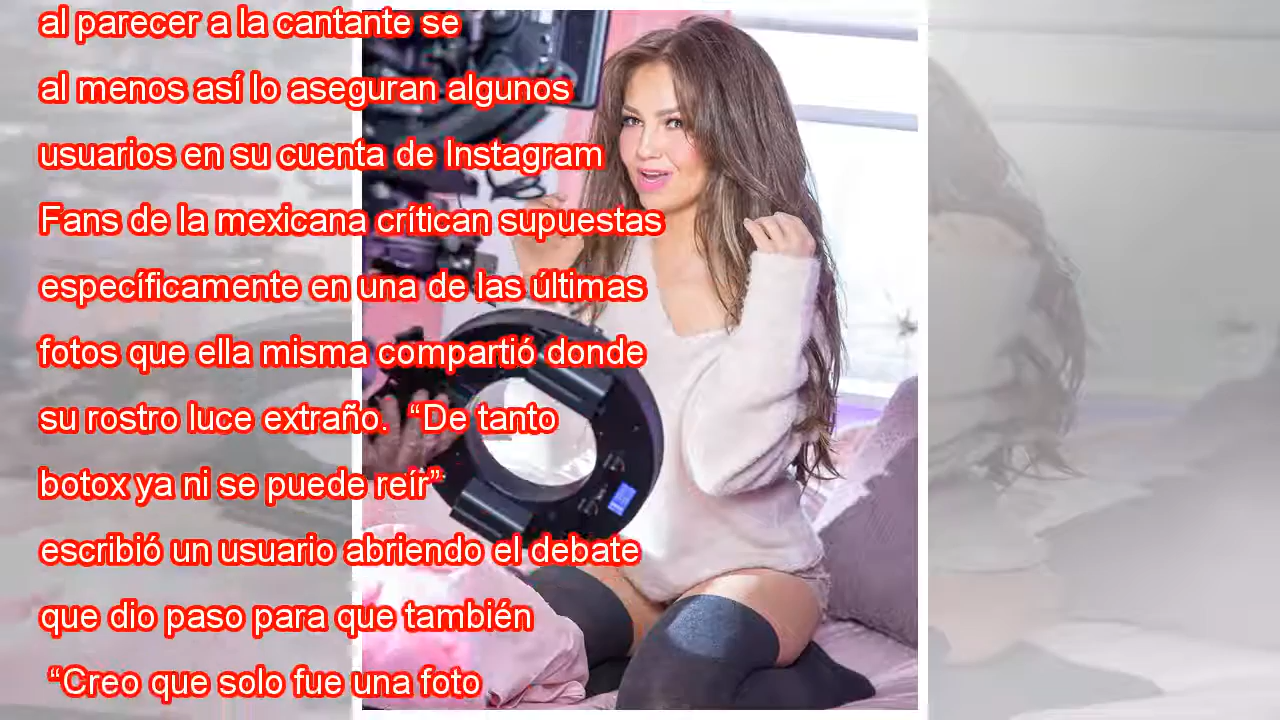 al parecer a la cantante se
al menos así lo aseguran algunos
usuarios en su cuenta de Instagram
Fans de la mexicana crítican supuestas
específicamente en una de las últimas
fotos que ella misma compartió donde
su rostro luce extraño.  “De tanto
botox ya ni se puede reír”
escribió un usuario abriendo el debate
que dio paso para que también
“Creo que solo fue una foto